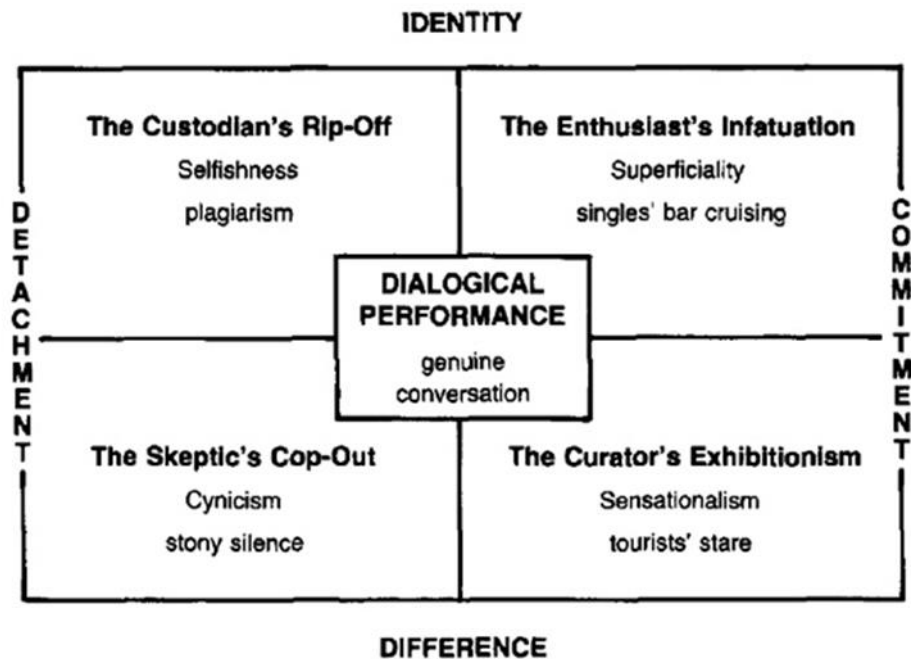 IDENTITY
The Custodian's Rip-Off
Selfishness
plagiarism
The Enthusiast's Infatuation
Superficiality
singles' bar cruising
DETACHMENT
COMMITMENT
DIALOGICAL
PERFORMANCE
genuine
conversation
The Skeptic's Cop-Out
Cynicism
stony silence
The Curator's Exhibitionism
Sensationalism
tourists' stare
DIFFERENCE